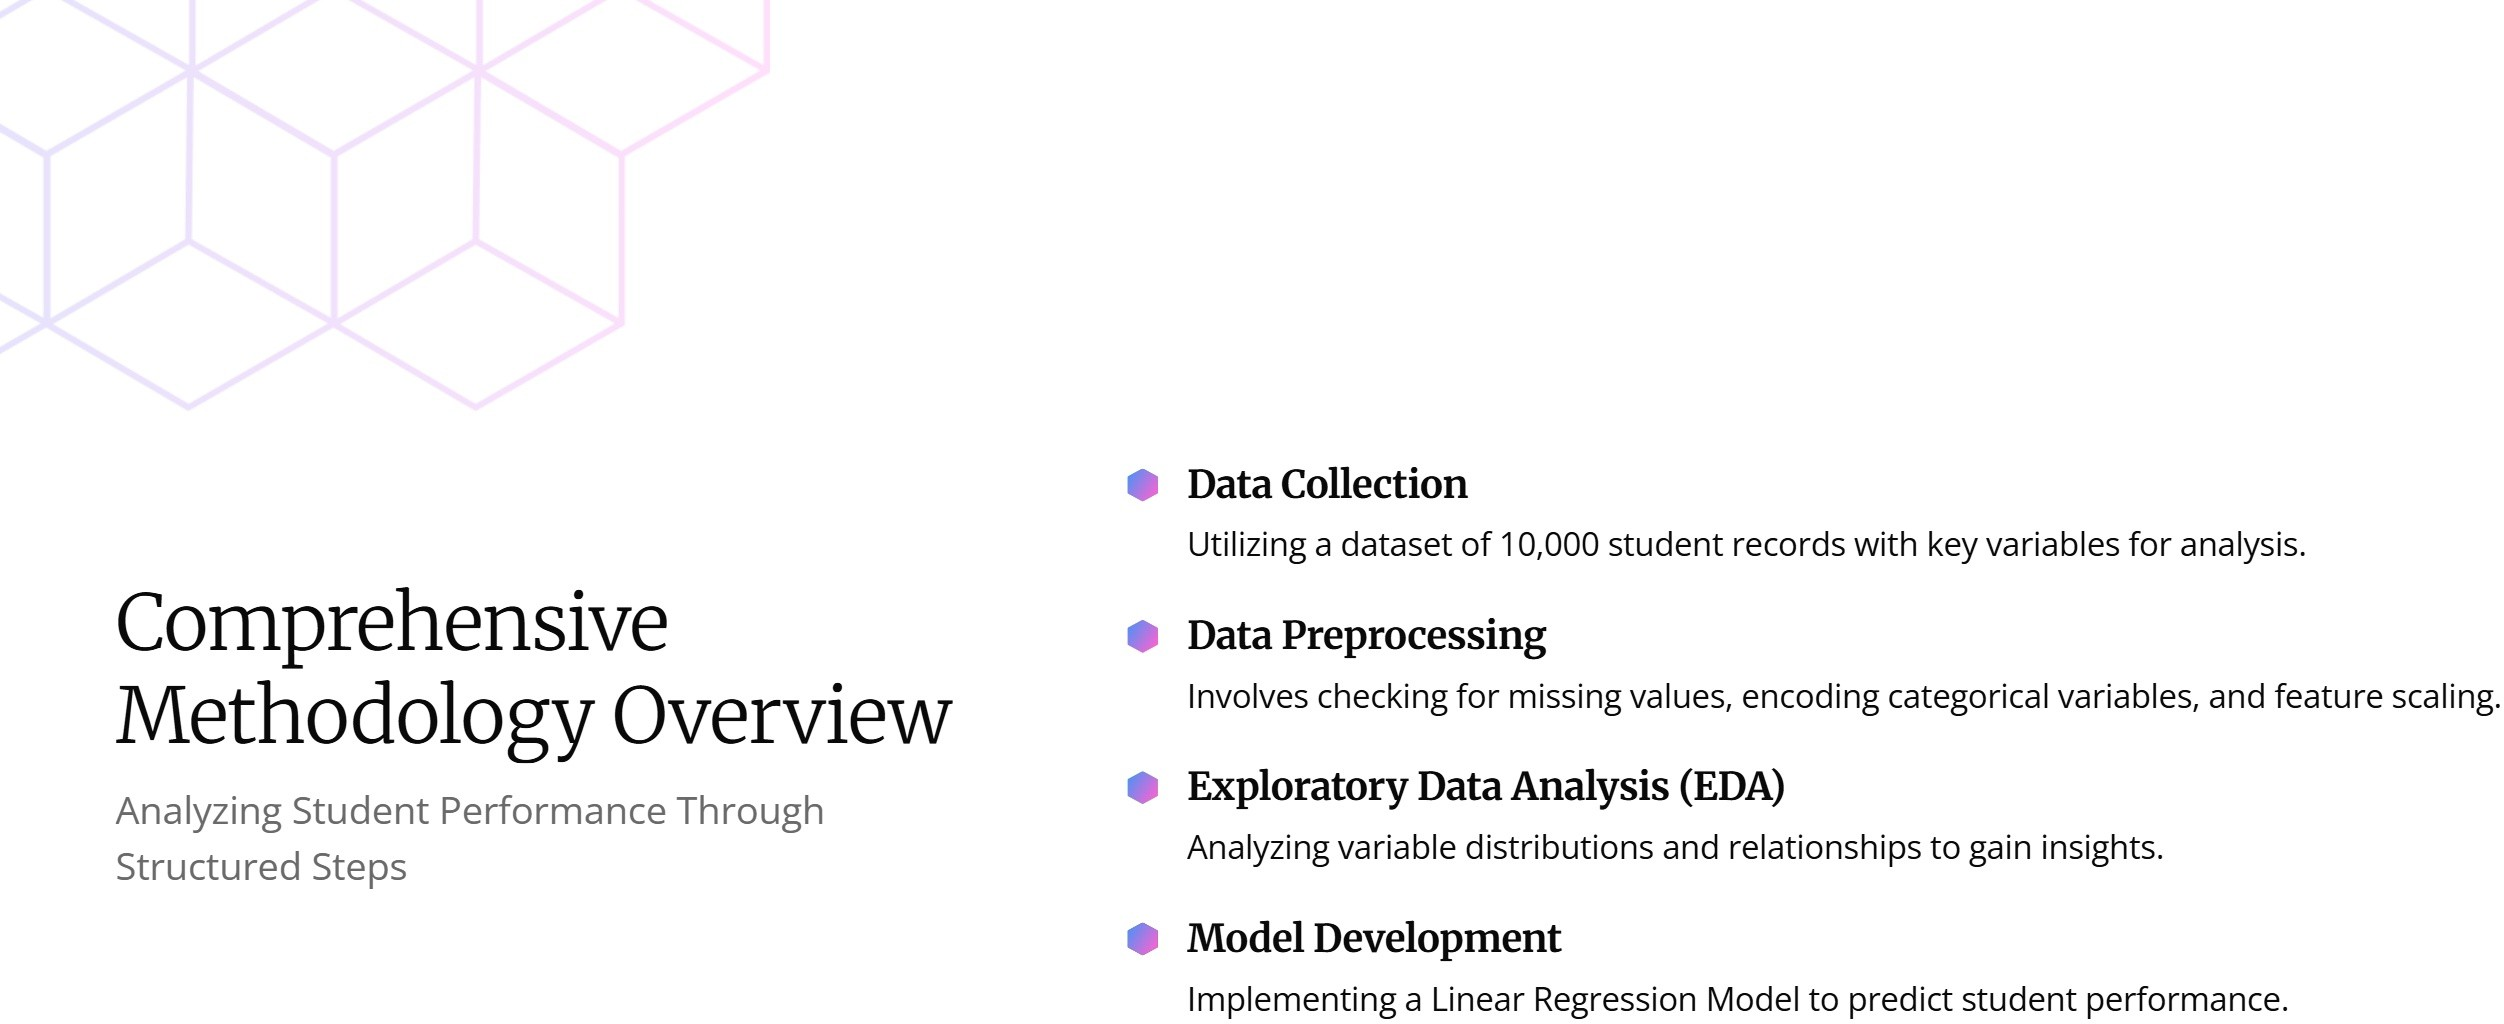 Comprehensive
Methodology Overview
Analyzing Student Performance Through
Structured Steps
Data Collection
Utilizing a dataset of 10,000 student records with key variables for analysis.
Data Preprocessing
Involves checking for missing values, encoding categorical variables, and feature scaling.
Exploratory Data Analysis (EDA)
Analyzing variable distributions and relationships to gain insights.
Model Development
Implementing a Linear Regression Model to predict student performance.